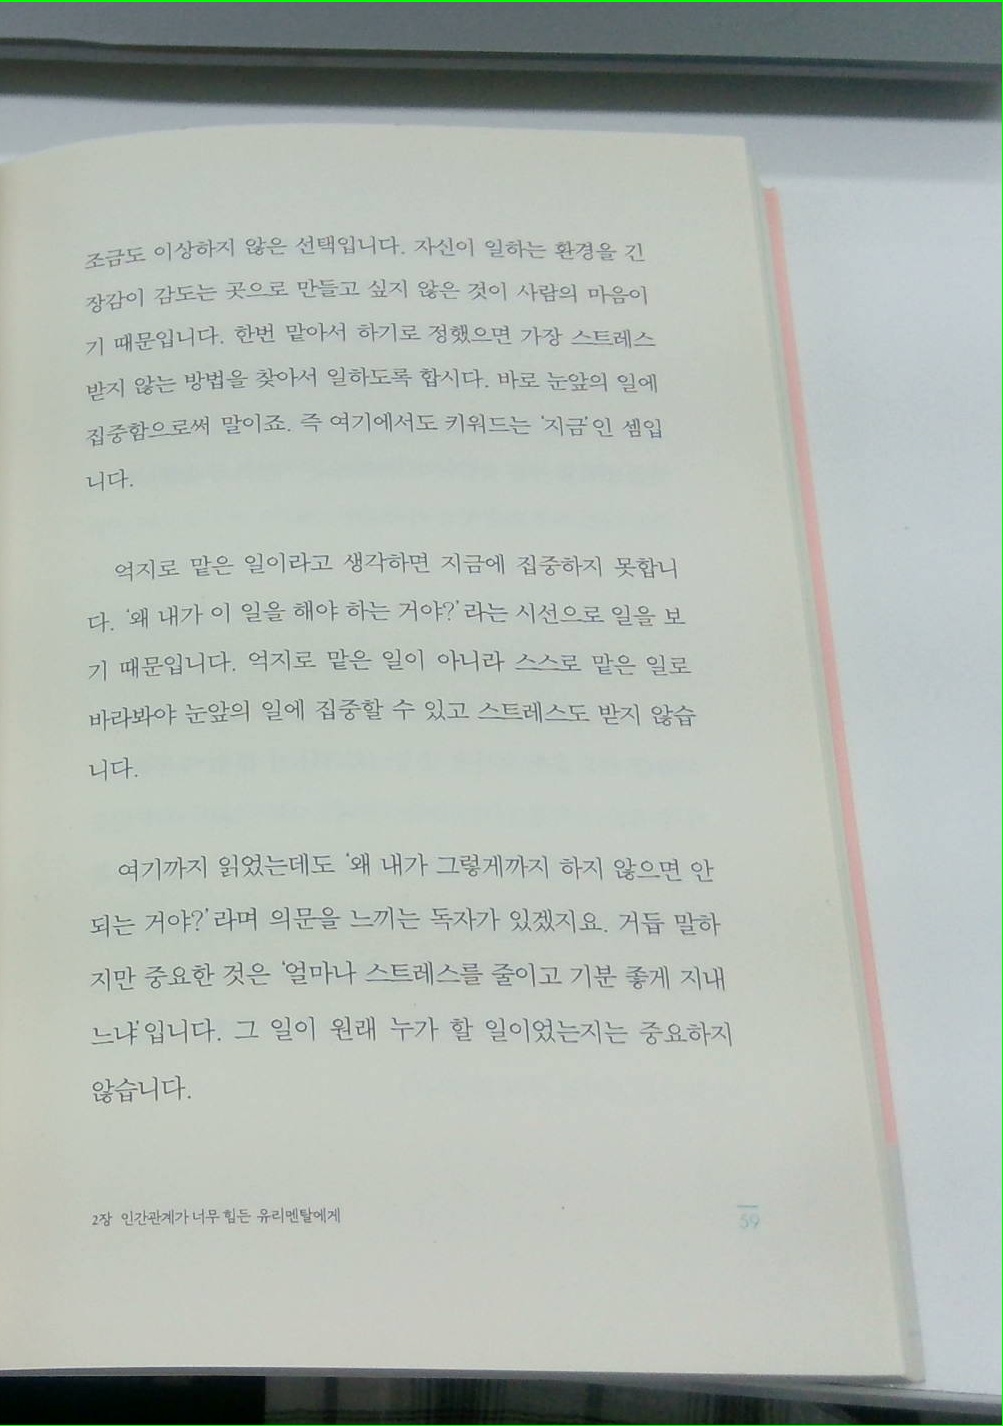 조금도 이상하지 않은 선택입니다. 자신이 일하는 환경을 긴
장감이 감도는 곳으로 만들고 싶지 않은 것이 사람의 마음이
기 때문입니다. 한번 맡아서 하기로 정했으면 가장 스트레스
받지 않는 방법을 찾아서 일하도록 합시다. 바로 눈앞의 일에
집중함으로써 말이죠. 즉 여기에서도 키워드는 '지금'인 셈입
니다.
억지로 맡은 일이라고 생각하면 지금에 집중하지 못합니
다. '왜 내가 이 일을 해야 하는 거야?'라는 시선으로 일을 보
기 때문입니다. 억지로 맡은 일이 아니라 스스로 맡은 일로
바라봐야 눈앞의 일에 집중할 수 있고 스트레스도 받지 않습
니다.
여기까지 읽었는데도 '왜 내가 그렇게까지 하지 않으면 안
되는 거야?'라며 의문을 느끼는 독자가 있겠지요. 거듭 말하
지만 중요한 것은 '얼마나 스트레스를 줄이고 기분 좋게 지내
느냐'입니다. 그 일이 원래 누가 할 일이었는지는 중요하지
않습니다.
2장 인간관계가 너무 힘든 유리멘탈에게
59